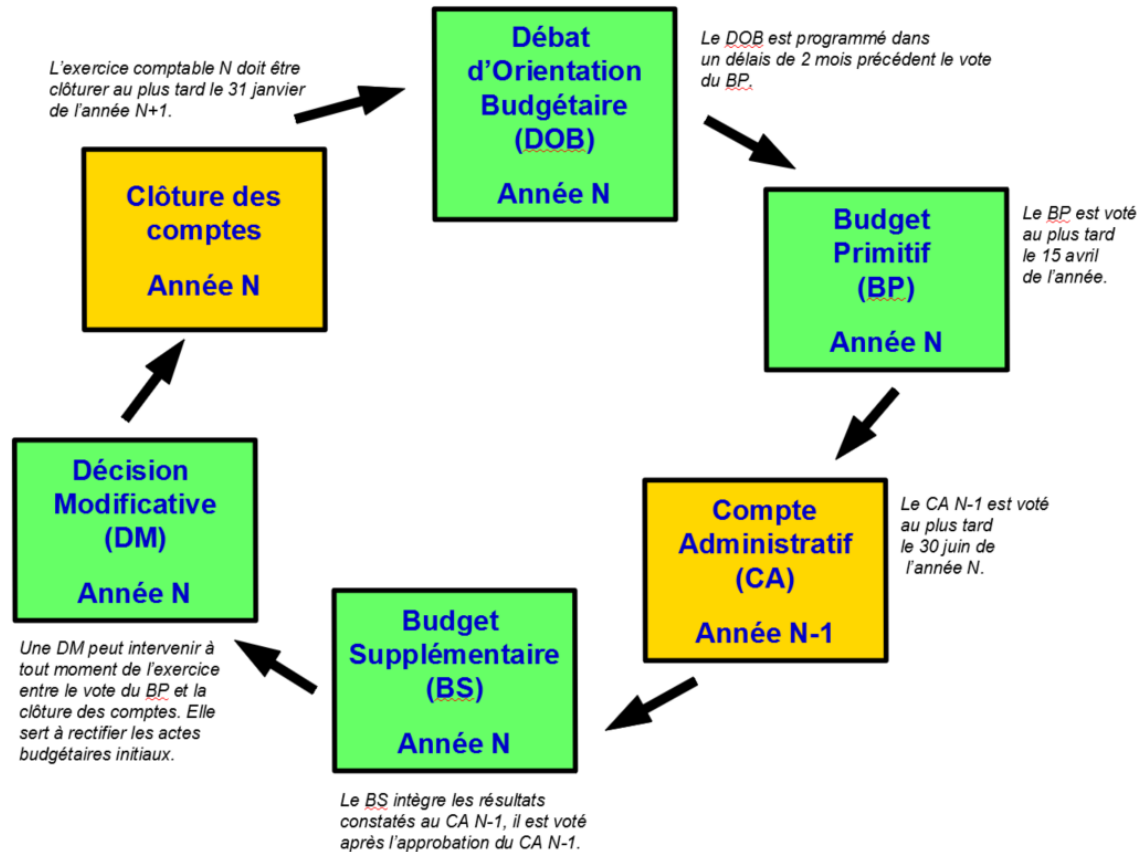 Débat
d'Orientation
Budgétaire
(DOB)
Année N
Le DOB est programmé dans
un délais de 2 mois précédent le vote
du BP.
Budget
Primitif
(BP)
Année N
Le BP est voté
au plus tard
le 15 avril
de l'année.
Compte
Administratif
(CA)
Année N-1
Le CA N-1 est voté
au plus tard
le 30 juin de
l'année N.
Budget
Supplémentaire
(BS)
Année N
Le BS intègre les résultats
constatés au CA N-1, il est voté
après l'approbation du CA N-1.
Décision
Modificative
(DM)
Année N
Une DM peut intervenir à
tout moment de l'exercice
entre le vote du BP et la
clôture des comptes. Elle
sert à rectifier les actes
budgétaires initiaux.
Clôture des
comptes
Année N
L'exercice comptable N doit être
clôturer au plus tard le 31 janvier
de l'année N+1.